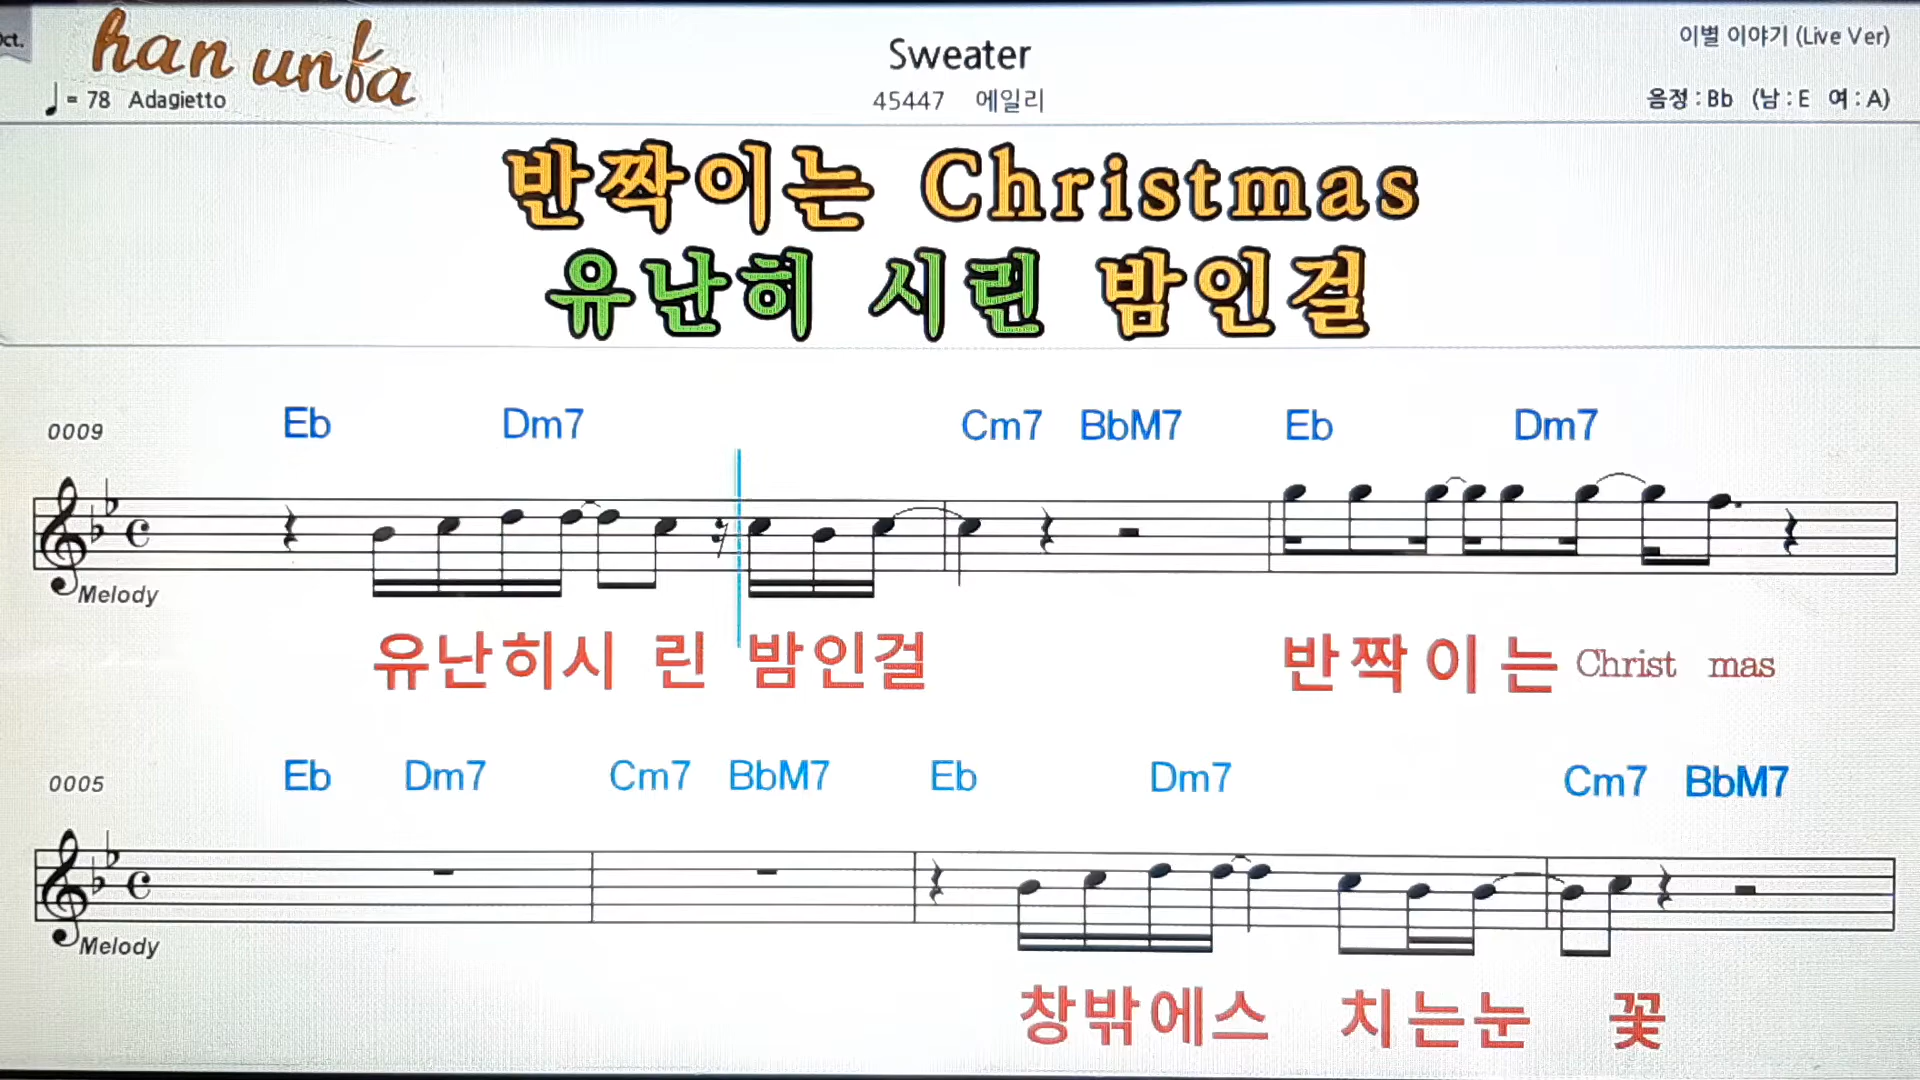 Oct.
han unfa
Sweater
이별 이야기 (Live Ver)
♩ = 78 Adagietto
45447 에일리
음정 : Bb (남 : E 여 : A)
반짝이는 Christmas
유난히 시린 밤인걸
Eb Dm7 Cm7 BbM7 Eb Dm7
0009
Melody
유난히시 린 밤인걸 반짝이는 Christ mas
Eb Dm7 Cm7 BbM7 Eb Dm7 Cm7 BbM7
0005
Melody
창밖에스 치는눈 꽃